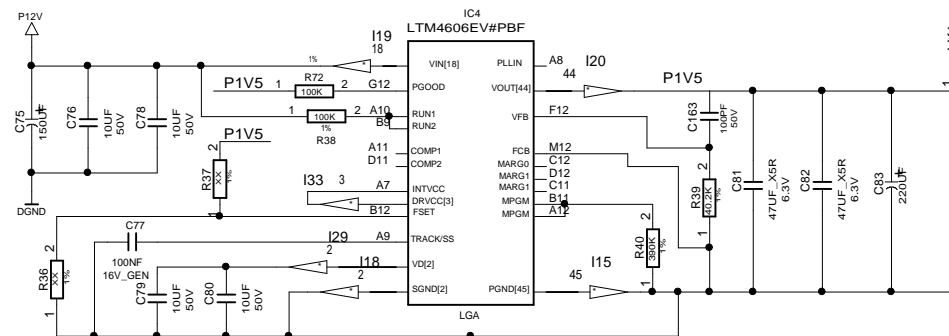 IC4
LTM4606EV#PBF
P12V
I19
18
VIN[18]
PLLIN
A8
44
I20
P1V5
1%
R72
100K
1
2
G12
PGOOD
VOUT[44]
P1V5
1
100K
2
1%
R38
A10
B9
RUN1
RUN2
VFB
F12
C163
100PF
50V
C75
150UF
C76
10UF
50V
C78
10UF
50V
P1V5
A11
D11
COMP1
COMP2
FCB
MARG0
MARG1
MARG1
MPGM
MPGM
M12
C12
D12
C11
B11
A12
2
R37
XX
1%
1
I33
3
A7
B12
INTVCC
DRVCC[3]
FSET
2
R39
40.2K
1%
1
C81
47UF_X5R
6.3V
C82
47UF_X5R
6.3V
C83
220UF
DGND
2
R36
XX
1%
1
C77
100NF
16V_GEN
A9
TRACK/SS
I29
2
VD[2]
I18
2
SGND[2]
2
R40
390K
1%
1
PGND[45]
45
I15
C79
10UF
50V
C80
10UF
50V
LGA
1